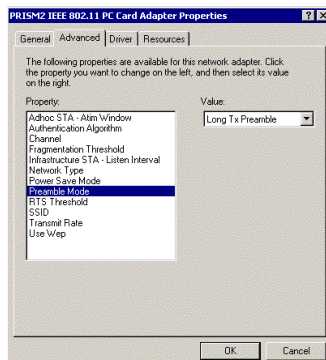 PRISM2 IEEE 802.11 PC Card Adapter Properties
General Advanced Driver Resources
The following properties are available for this network adapter. Click
the property you want to change on the left, and then select its value
on the right.
Property:
Value:
Adhoc STA - Atim Window
Authentication Algorithm
Channel
Fragmentation Threshold
Infrastructure STA - Listen Interval
Network Type
Power Save Mode
Preamble Mode
RTS Threshold
SSID
Transmit Rate
Use Wep
Long Tx Preamble
OK Cancel